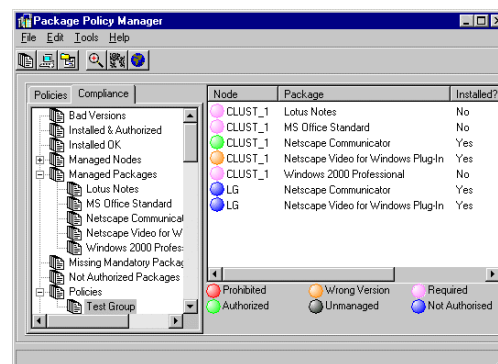 Package Policy Manager
File Edit Tools Help
Policies Compliance
Bad Versions
Installed & Authorized
Installed OK
Managed Nodes
Managed Packages
Lotus Notes
MS Office Standard
Netscape Communicat
Netscape Video for W
Windows 2000 Profes:
Missing Mandatory Packag
Not Authorized Packages
Policies
Test Group
Node Package Installed?
CLUST_1 Lotus Notes No
CLUST_1 MS Office Standard No
CLUST_1 Netscape Communicator Yes
CLUST_1 Netscape Video for Windows Plug-In Yes
CLUST_1 Windows 2000 Professional No
LG Netscape Communicator Yes
LG Netscape Video for Windows Plug-In Yes
Prohibited Wrong Version Required
Authorized Unmanaged Not Authorised